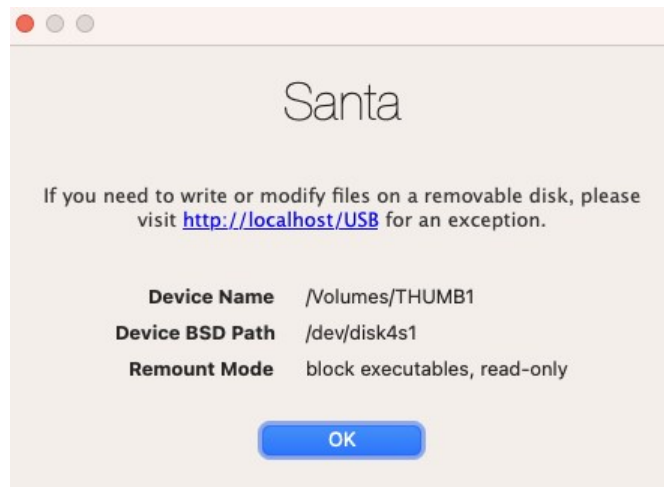 Santa
If you need to write or modify files on a removable disk, please
visit http://localhost/USB for an exception.
Device Name /Volumes/THUMB1
Device BSD Path /dev/disk4s1
Remount Mode block executables, read-only
OK